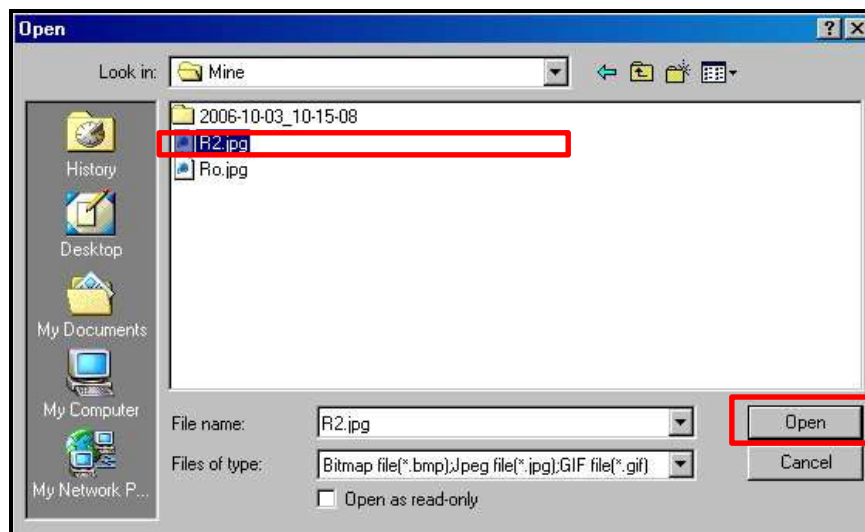 Open
Look in: Mine
2006-10-03_10-15-08
R2.jpg
Ro.jpg
History
Desktop
My Documents
My Computer
My Network P...
File name: R2.jpg Open
Files of type: Bitmap file(*.bmp);Jpeg file(*.jpg);GIF file(*.gif) Cancel
Open as read-only